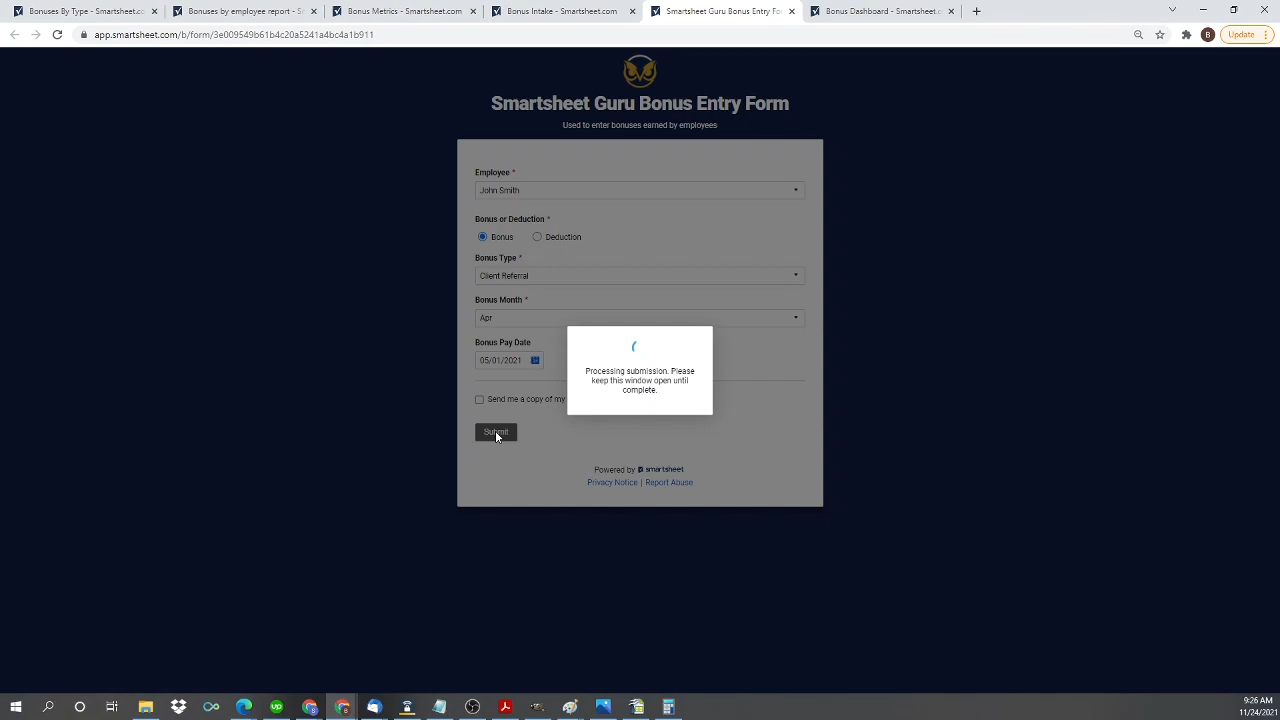 Bonuses By Type - Smartsheet.co
Bonuses by employee report - S
Bonus Metrics - Smartsheet.com
Bonus Intake - Smartsheet.com
Smartsheet Guru Bonus Entry Fo
Bonus Dashboard - Smartsheet.c
app.smartsheet.com/b/form/3e009549b61b4c20a5241a4bc4a1b911
B
Update
Smartsheet Guru Bonus Entry Form
Used to enter bonuses earned by employees
Employee *
John Smith
Bonus or Deduction *
Bonus
Deduction
Bonus Type *
Client Referral
Bonus Month *
Apr
Bonus Pay Date
05/01/2021
Processing submission. Please
keep this window open until
complete.
Send me a copy of my
Submit
Powered by smartsheet
Privacy Notice | Report Abuse
9:26 AM
11/24/2021